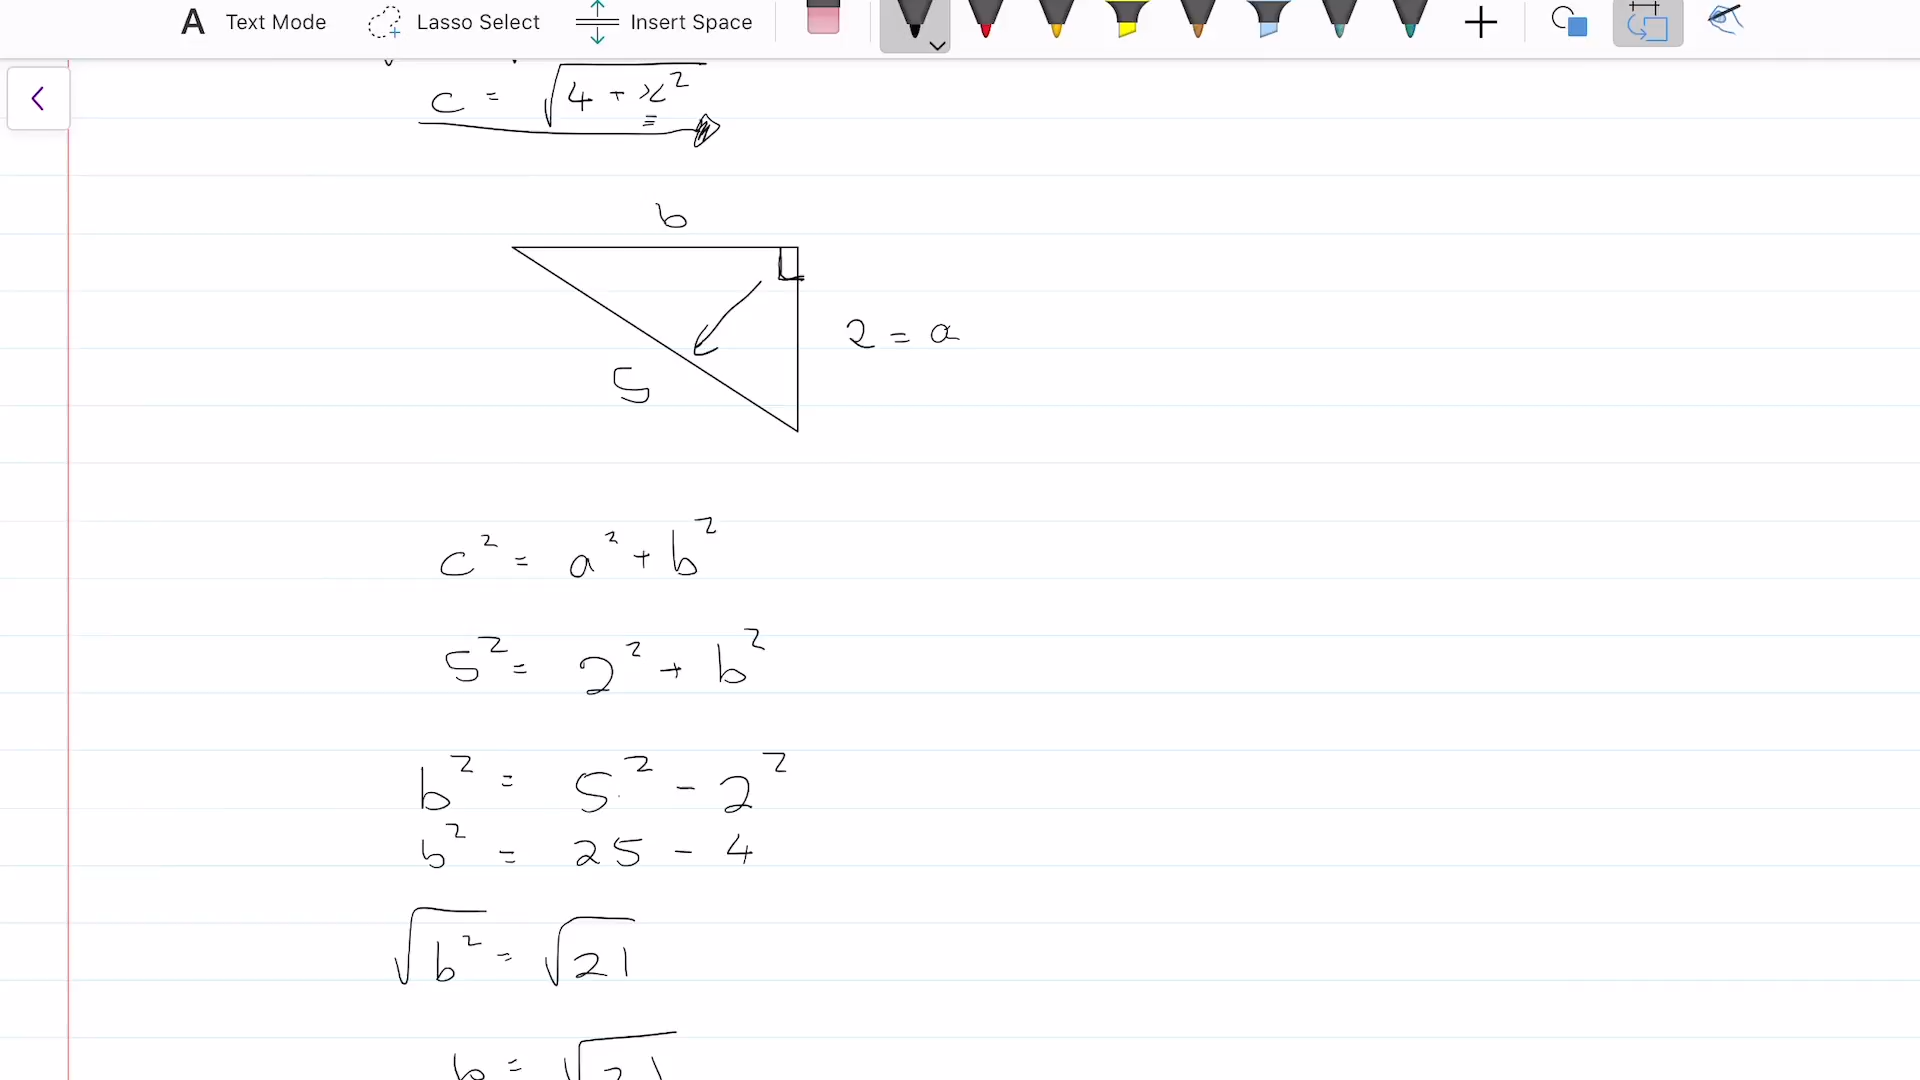 A Text Mode Lasso Select Insert Space
c = √4 + x²
b
2 = a
5
c² = a² + b²
5² = 2² + b²
b² = 5² - 2²
b² = 25 - 4
√b² = √21
b = √21